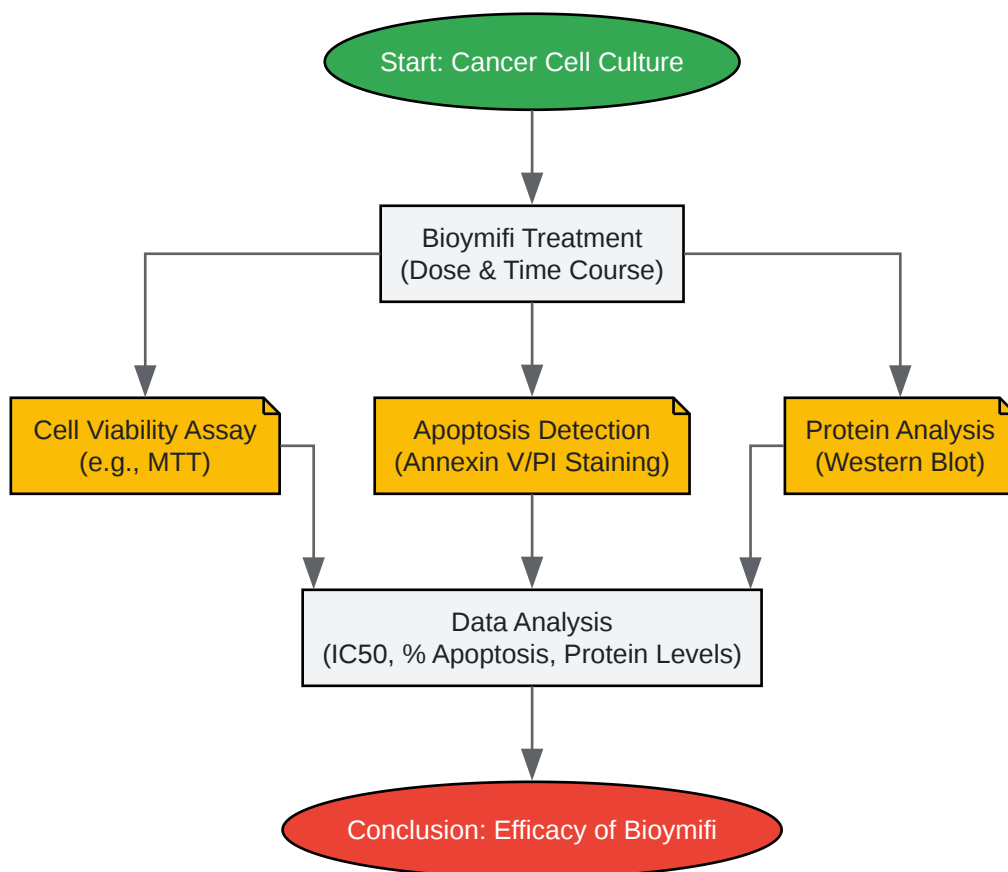 Start: Cancer Cell Culture
Bioymifi Treatment
(Dose & Time Course)
Cell Viability Assay
(e.g., MTT)
Apoptosis Detection
(Annexin V/PI Staining)
Protein Analysis
(Western Blot)
Data Analysis
(IC50, % Apoptosis, Protein Levels)
Conclusion: Efficacy of Bioymifi